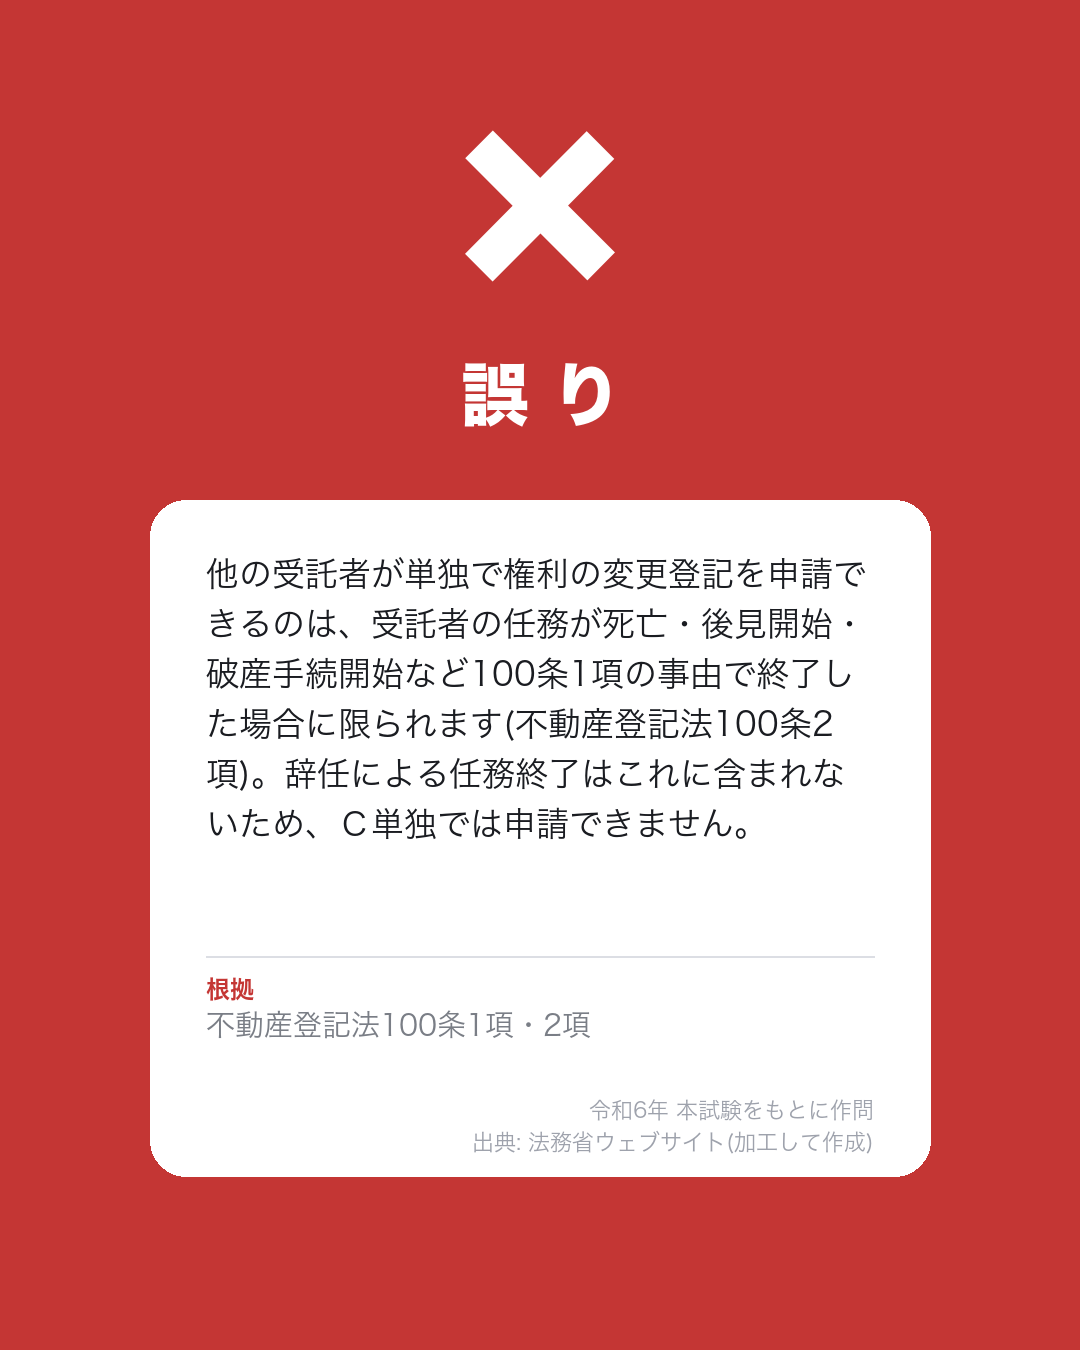 誤り
他の受託者が単独で権利の変更登記を申請で
きるのは、受託者の任務が死亡・後見開始・
破産手続開始など100条1項の事由で終了し
た場合に限られます(不動産登記法100条2
項)。辞任による任務終了はこれに含まれな
いため、Ｃ単独では申請できません。
根拠
不動産登記法100条1項・2項
令和6年 本試験をもとに作問
出典: 法務省ウェブサイト(加工して作成)